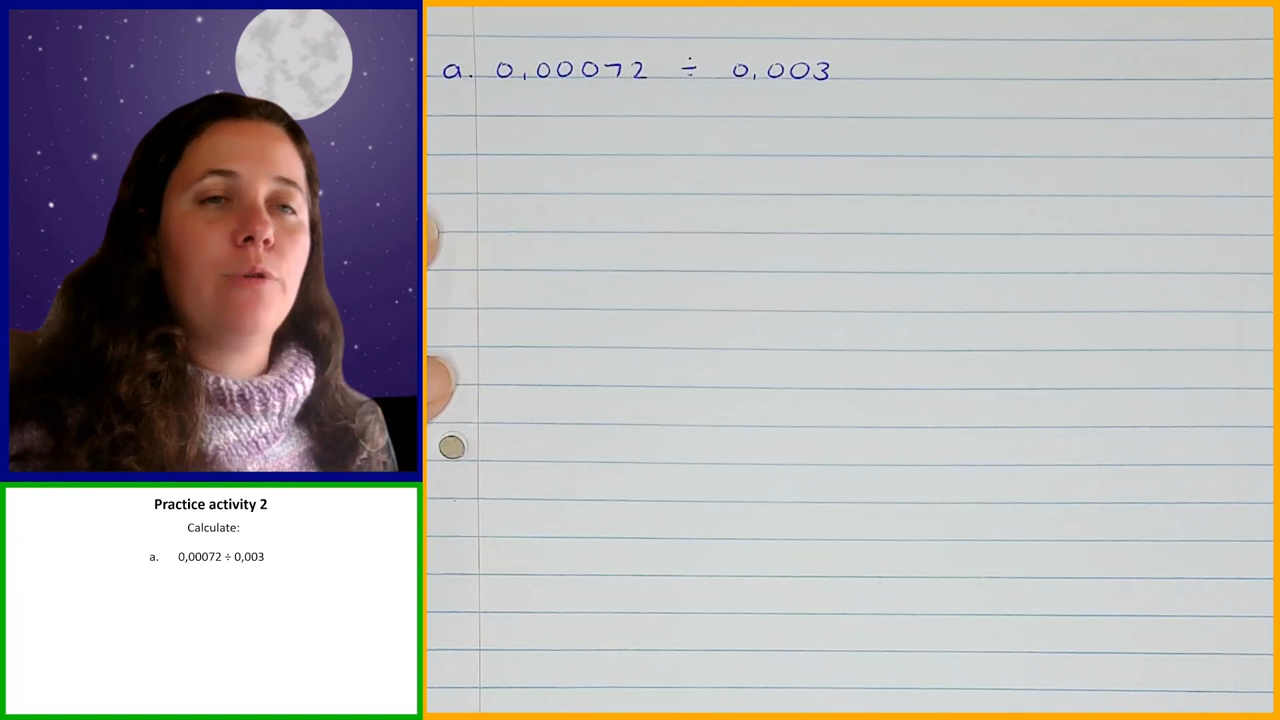 a. 0,00072 ÷ 0,003
Practice activity 2
Calculate:
a. 0,00072 ÷ 0,003